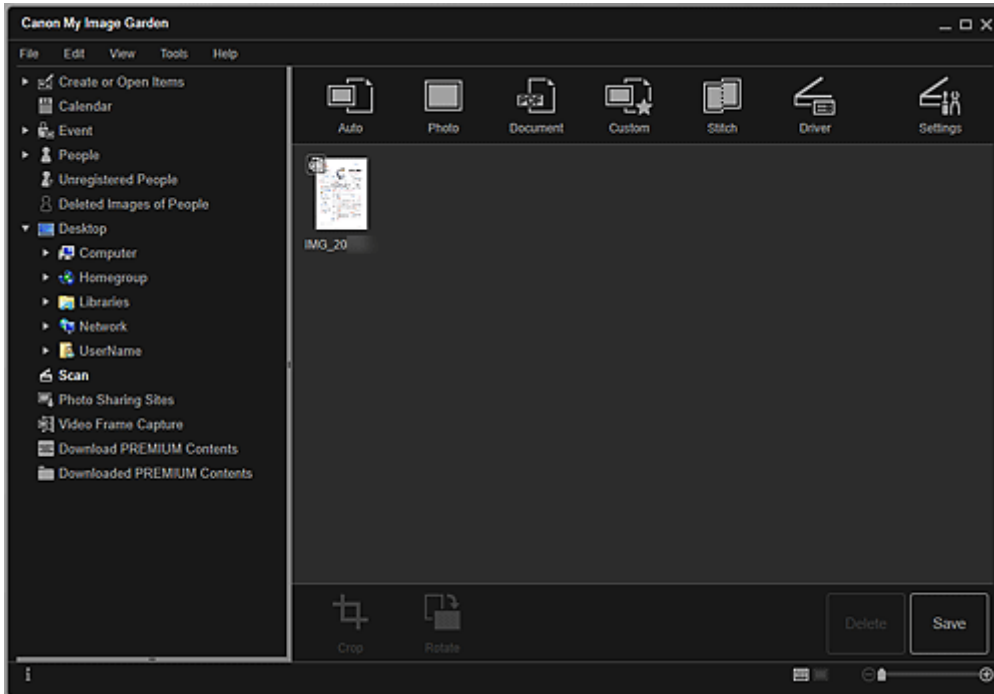 Canon My Image Garden
File Edit View Tools Help
Create or Open Items
Calendar
Event
People
Unregistered People
Deleted Images of People
Desktop
Computer
Homegroup
Libraries
Network
UserName
Scan
Photo Sharing Sites
Video Frame Capture
Download PREMIUM Contents
Downloaded PREMIUM Contents
Auto Photo Document Custom Stitch Driver Settings
PDF
IMG_20
Crop Rotate Delete Save